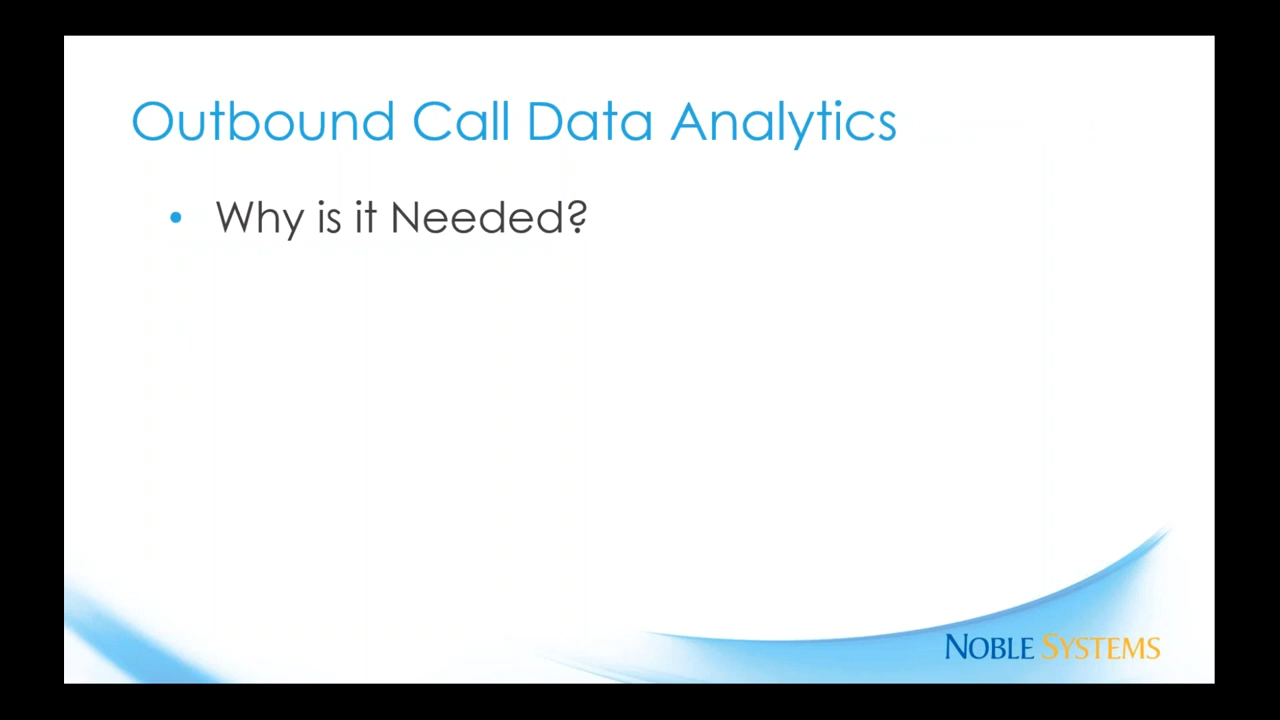 Outbound Call Data Analytics
• Why is it Needed?
NOBLE SYSTEMS